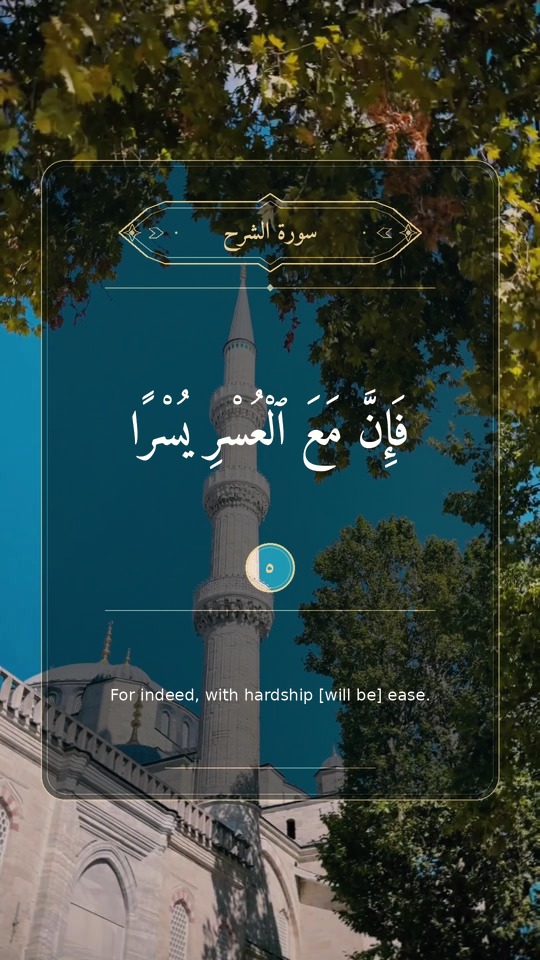 سورة الشرح
فَإِنَّ مَعَ ٱلْعُسْرِ يُسْرًا
٥
For indeed, with hardship [will be] ease.